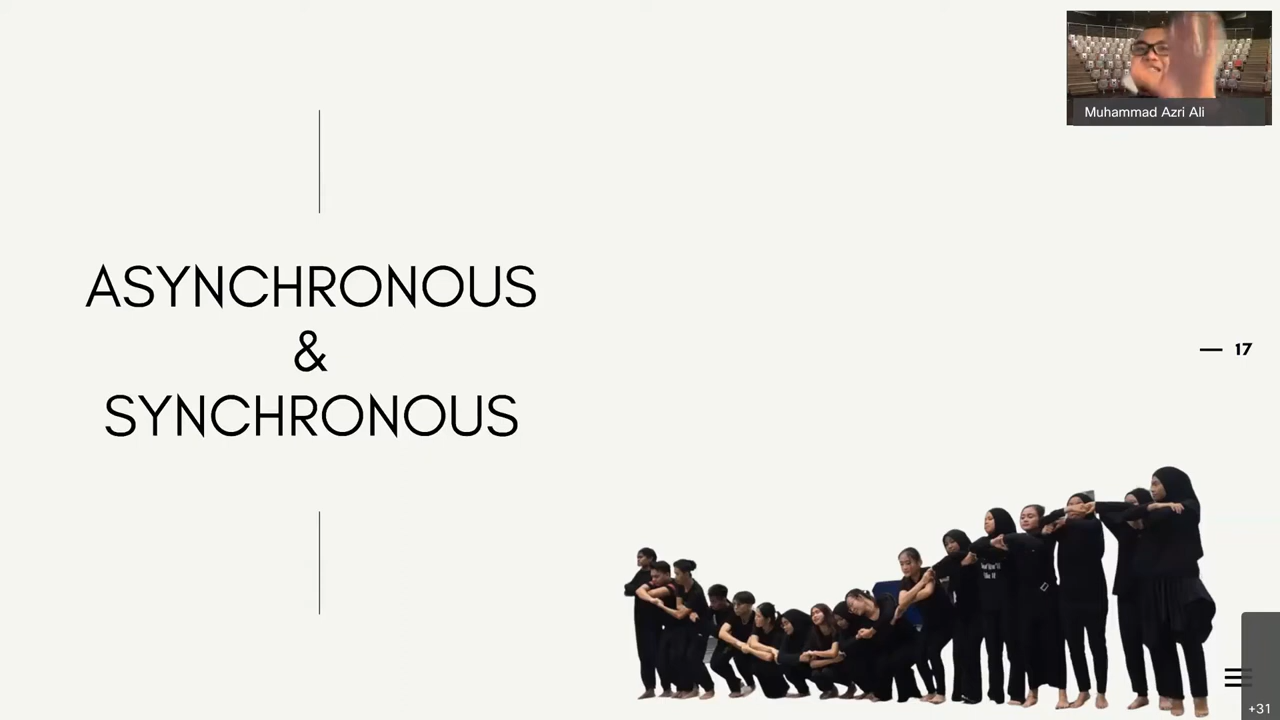 Muhammad Azri Ali
ASYNCHRONOUS
&
SYNCHRONOUS
17
+31